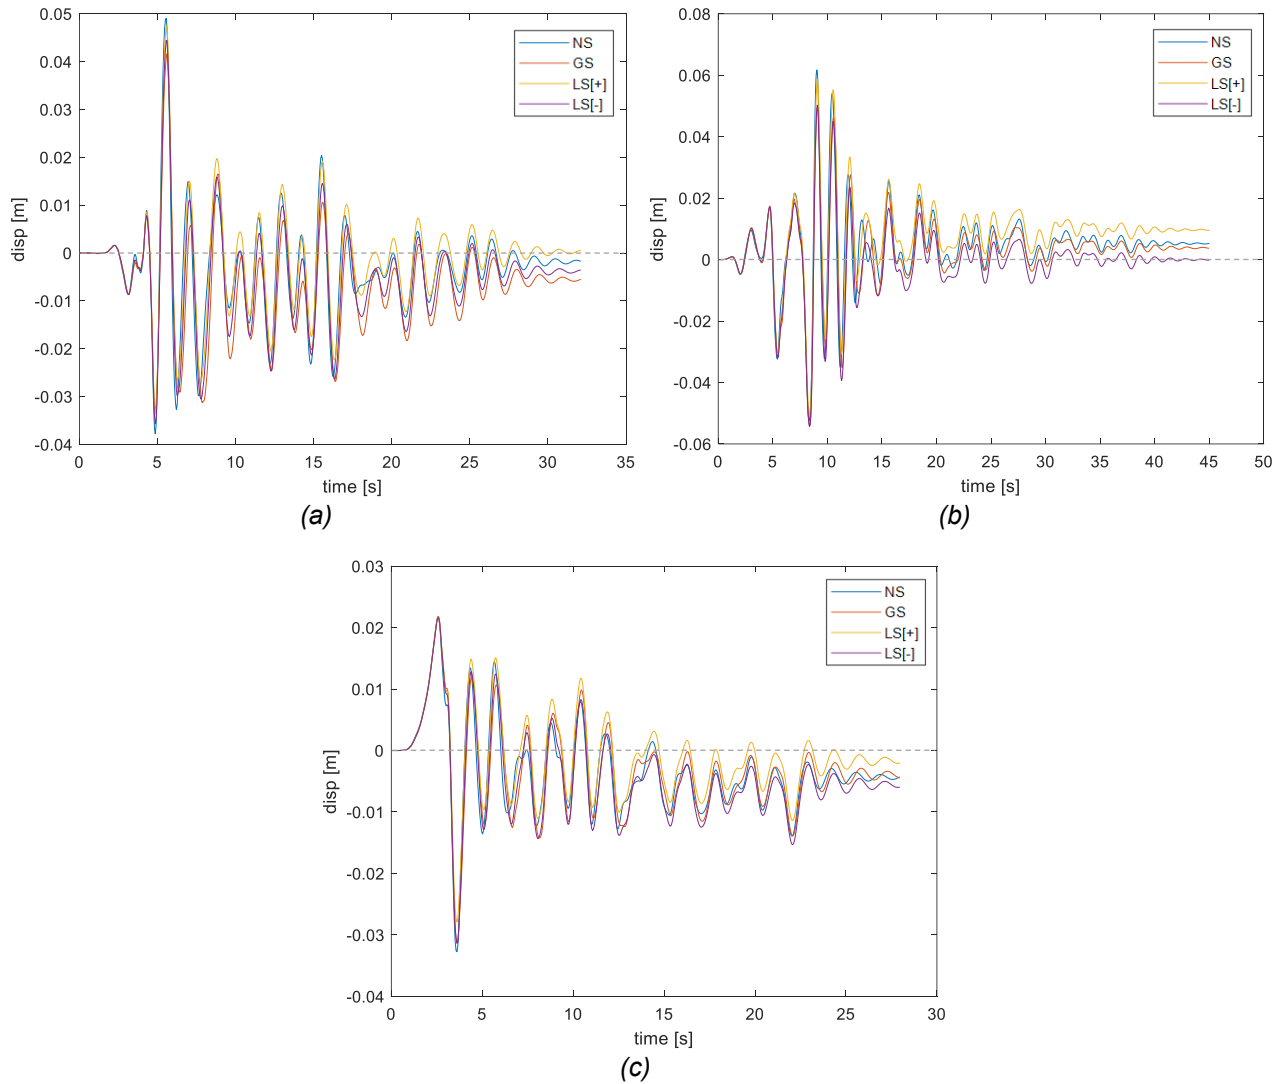 0.05
0.04
0.03
0.02
0.01
0
-0.01
-0.02
-0.03
-0.04
disp [m]
0 5 10 15 20 25 30 35
time [s]
NS
GS
LS[+]
LS[-]
(a)
0.08
0.06
0.04
0.02
0
-0.02
-0.04
-0.06
disp [m]
0 5 10 15 20 25 30 35 40 45 50
time [s]
NS
GS
LS[+]
LS[-]
(b)
0.03
0.02
0.01
0
-0.01
-0.02
-0.03
-0.04
disp [m]
0 5 10 15 20 25 30
time [s]
NS
GS
LS[+]
LS[-]
(c)